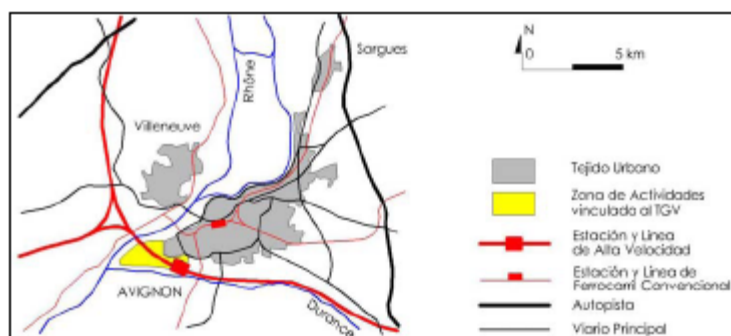 Sorgues
N
0 5 km
Rhône
Villeneuve
AVIGNON
Durance
Tejido Urbano
Zona de Actividades
vinculada al TGV
Estación y Línea
de Alta Velocidad
Estación y Línea de
Ferrocarril Convencional
Autopista
Viario Principal